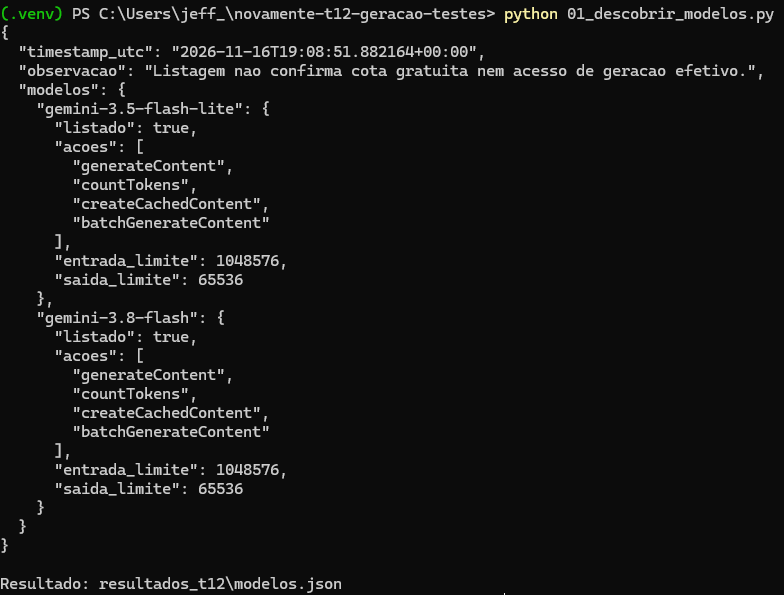 (.venv) PS C:\Users\jeff_\novamente-t12-geracao-testes> python 01_descobrir_modelos.py
{
  "timestamp_utc": "2026-11-16T19:08:51.882164+00:00",
  "observacao": "Listagem nao confirma cota gratuita nem acesso de geracao efetivo.",
  "modelos": {
    "gemini-3.5-flash-lite": {
      "listado": true,
      "acoes": [
        "generateContent",
        "countTokens",
        "createCachedContent",
        "batchGenerateContent"
      ],
      "entrada_limite": 1048576,
      "saida_limite": 65536
    },
    "gemini-3.8-flash": {
      "listado": true,
      "acoes": [
        "generateContent",
        "countTokens",
        "createCachedContent",
        "batchGenerateContent"
      ],
      "entrada_limite": 1048576,
      "saida_limite": 65536
    }
  }
}

Resultado: resultados_t12\modelos.json